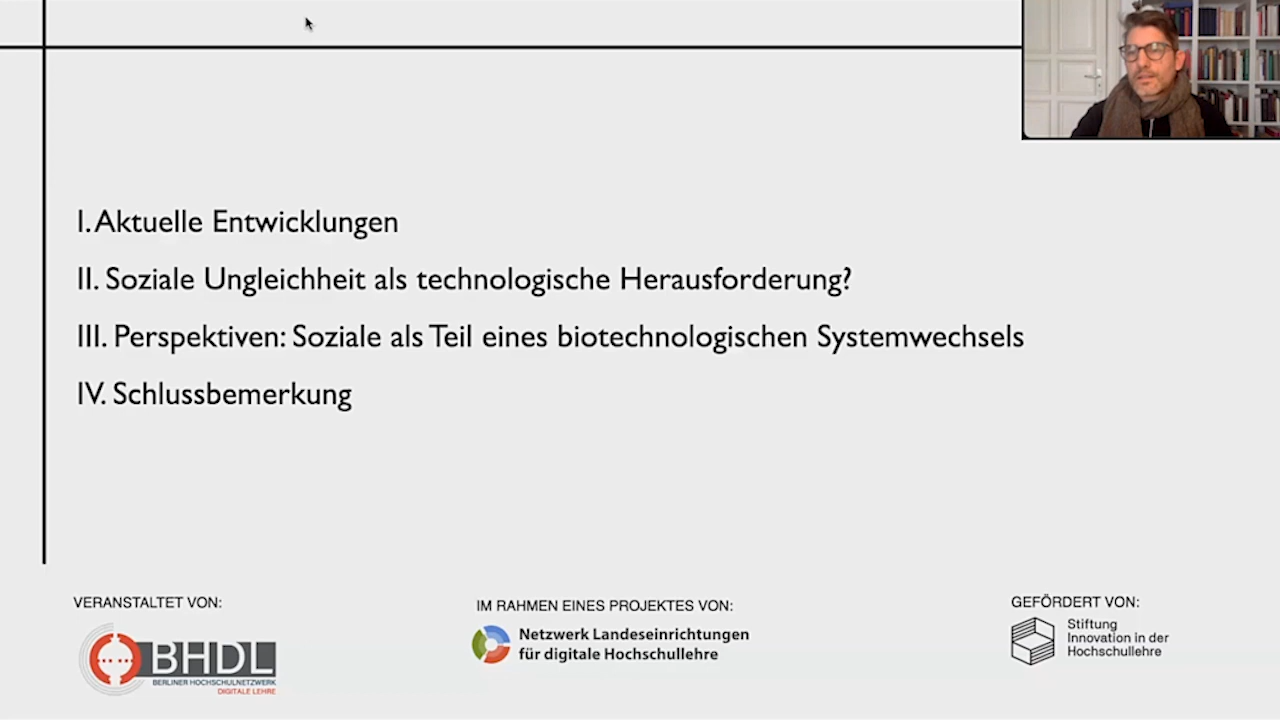 I. Aktuelle Entwicklungen
II. Soziale Ungleichheit als technologische Herausforderung?
III. Perspektiven: Soziale als Teil eines biotechnologischen Systemwechsels
IV. Schlussbemerkung
VERANSTALTET VON:
BHDL
BERLINER HOCHSCHULNETZWERK
DIGITALE LEHRE
IM RAHMEN EINES PROJEKTES VON:
Netzwerk Landeseinrichtungen
für digitale Hochschullehre
GEFÖRDERT VON:
Stiftung
Innovation in der
Hochschullehre